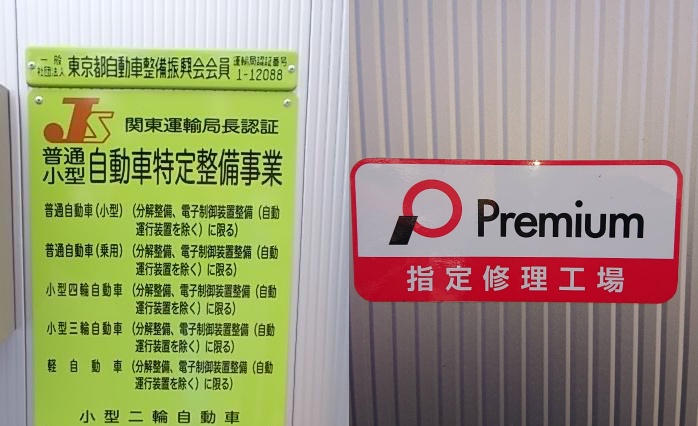 一般社団法人 東京都自動車整備振興会会員 運輸局認証番号 1-12088
JS 関東運輸局長認証
普通小型 自動車特定整備事業
普通自動車(小型) (分解整備、電子制御装置整備(自動
運行装置を除く)に限る)
普通自動車(乗用) (分解整備、電子制御装置整備(自動
運行装置を除く)に限る)
小型四輪自動車 (分解整備、電子制御装置整備(自動
運行装置を除く)に限る)
小型三輪自動車 (分解整備、電子制御装置整備(自動
運行装置を除く)に限る)
軽自動車 (分解整備、電子制御装置整備(自動
運行装置を除く)に限る)
小型二輪自動車
Premium
指定修理工場